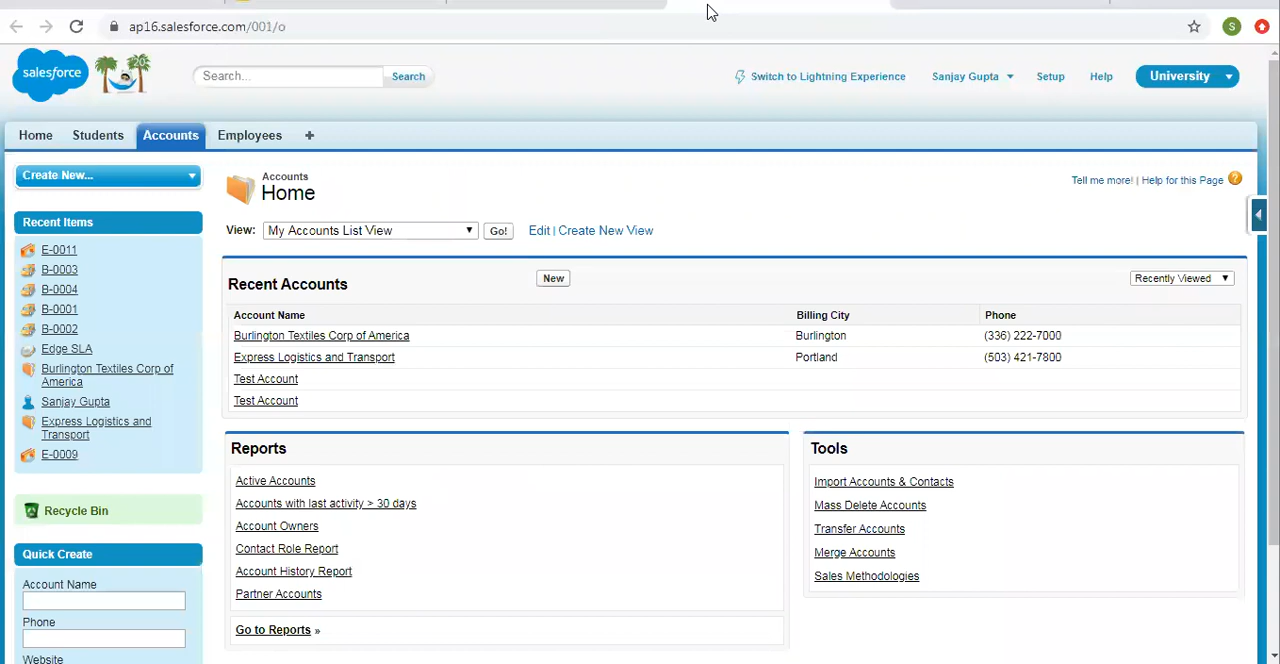 ap16.salesforce.com/001/o
S
salesforce
Search...
Search
Switch to Lightning Experience
Sanjay Gupta
Setup
Help
University
Home
Students
Accounts
Employees
+
Create New...
Recent Items
E-0011
B-0003
B-0004
B-0001
B-0002
Edge SLA
Burlington Textiles Corp of
America
Sanjay Gupta
Express Logistics and
Transport
E-0009
Recycle Bin
Quick Create
Account Name
Phone
Website
Accounts
Home
Tell me more! | Help for this Page ?
View:
My Accounts List View
Go!
Edit | Create New View
Recent Accounts
New
Recently Viewed
Account Name Billing City Phone
Burlington Textiles Corp of America Burlington (336) 222-7000
Express Logistics and Transport Portland (503) 421-7800
Test Account
Test Account
Reports
Active Accounts
Accounts with last activity > 30 days
Account Owners
Contact Role Report
Account History Report
Partner Accounts
Go to Reports »
Tools
Import Accounts & Contacts
Mass Delete Accounts
Transfer Accounts
Merge Accounts
Sales Methodologies